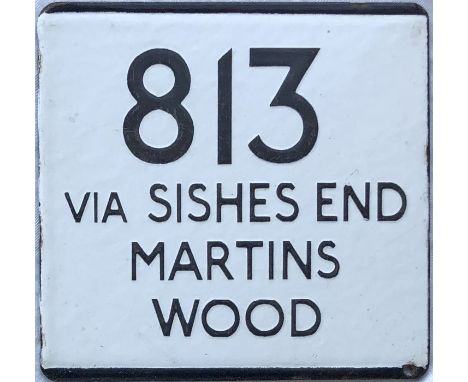 813
VIA SISHES END
MARTINS
WOOD